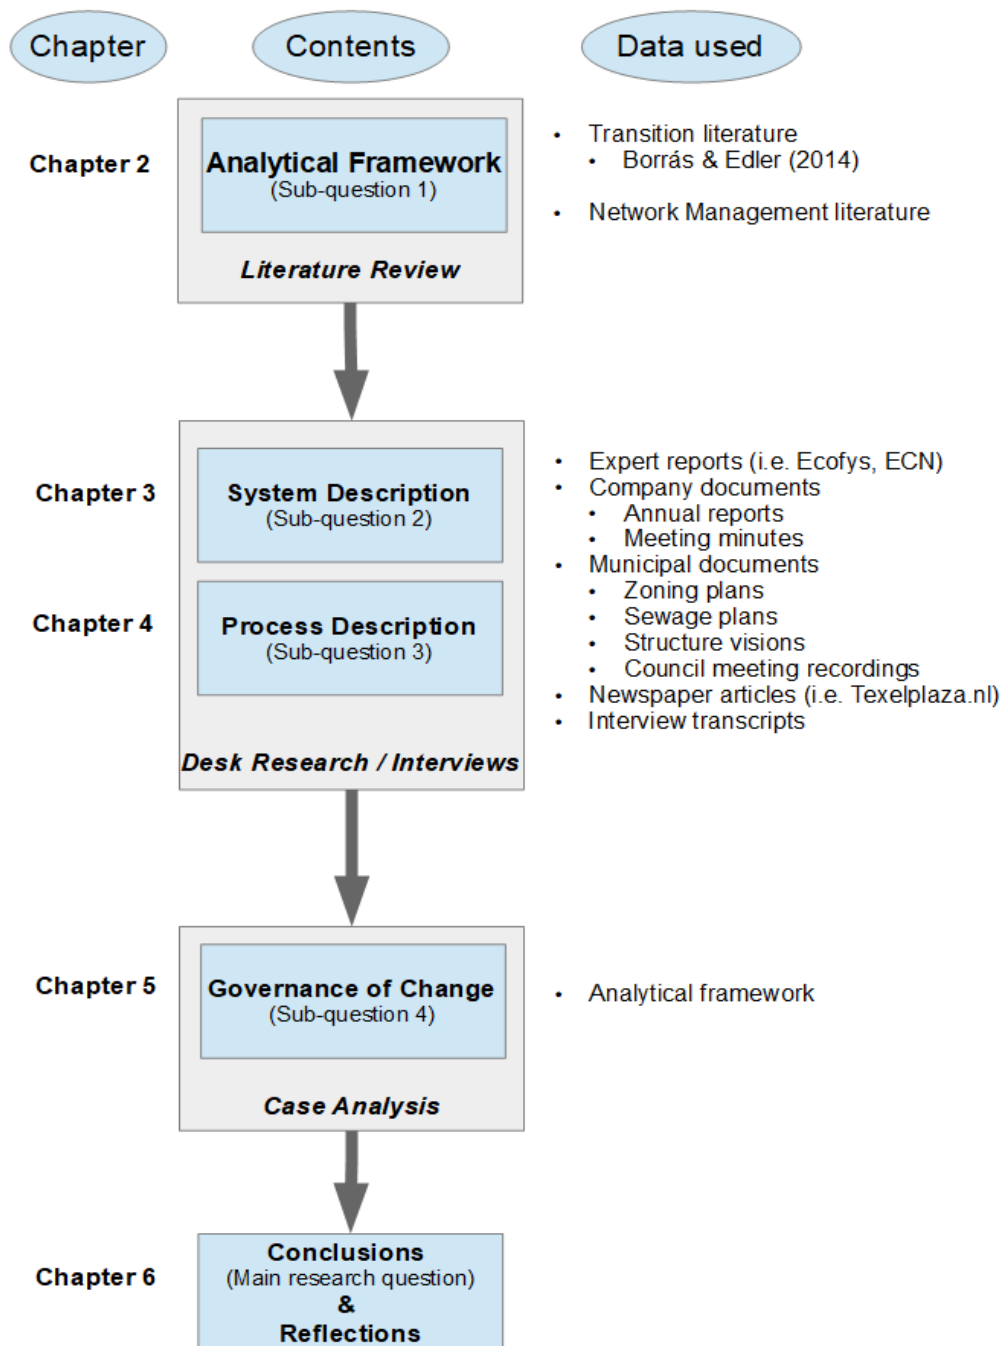 Chapter
Contents
Data used
Chapter 2
Analytical Framework
(Sub-question 1)
Literature Review
• Transition literature
• Borrás & Edler (2014)
• Network Management literature
Chapter 3
System Description
(Sub-question 2)
Chapter 4
Process Description
(Sub-question 3)
Desk Research / Interviews
• Expert reports (i.e. Ecofys, ECN)
• Company documents
• Annual reports
• Meeting minutes
• Municipal documents
• Zoning plans
• Sewage plans
• Structure visions
• Council meeting recordings
• Newspaper articles (i.e. Texelplaza.nl)
• Interview transcripts
Chapter 5
Governance of Change
(Sub-question 4)
Case Analysis
• Analytical framework
Chapter 6
Conclusions
(Main research question)
&
Reflections